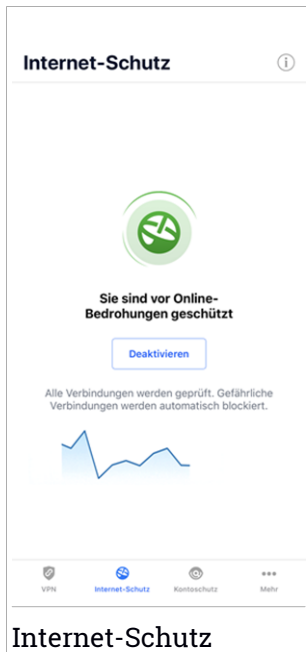 Internet-Schutz
Sie sind vor Online-
Bedrohungen geschützt
Deaktivieren
Alle Verbindungen werden geprüft. Gefährliche
Verbindungen werden automatisch blockiert.
VPN
Internet-Schutz
Kontoschutz
Mehr
Internet-Schutz